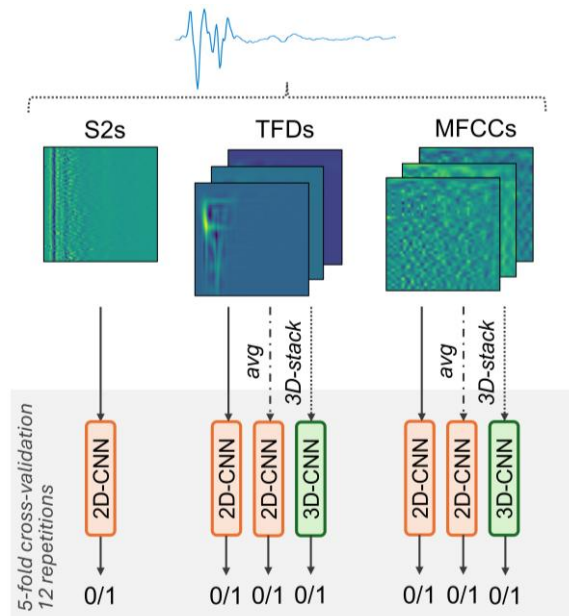 S2s TFDs MFCCs
avg 3D-stack avg 3D-stack
5-fold cross-validation
12 repetitions
2D-CNN 2D-CNN 2D-CNN 3D-CNN 2D-CNN 2D-CNN 3D-CNN
0/1 0/1 0/1 0/1 0/1 0/1 0/1